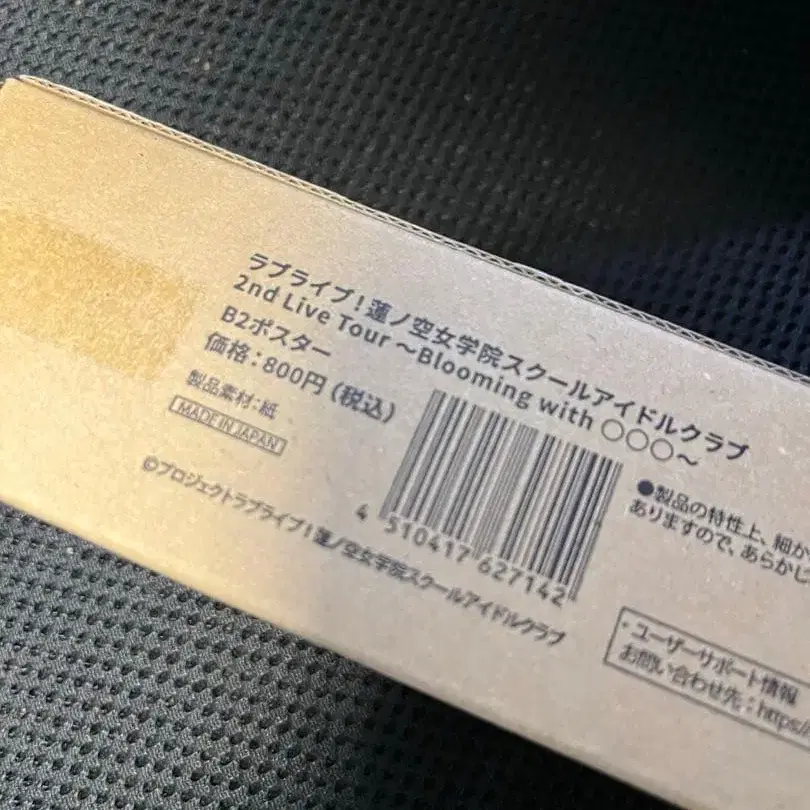 ラブライブ！蓮ノ空女学院スクールアイドルクラブ
2nd Live Tour ～Blooming with ○○○～
B2ポスター
価格：800円（税込）
製品素材：紙
MADE IN JAPAN
4 510417 627142
©プロジェクトラブライブ！蓮ノ空女学院スクールアイドルクラブ
●製品の特性上、細か
ありますので、あらかじ
・ユーザーサポート情報
お問い合わせ先：https:/